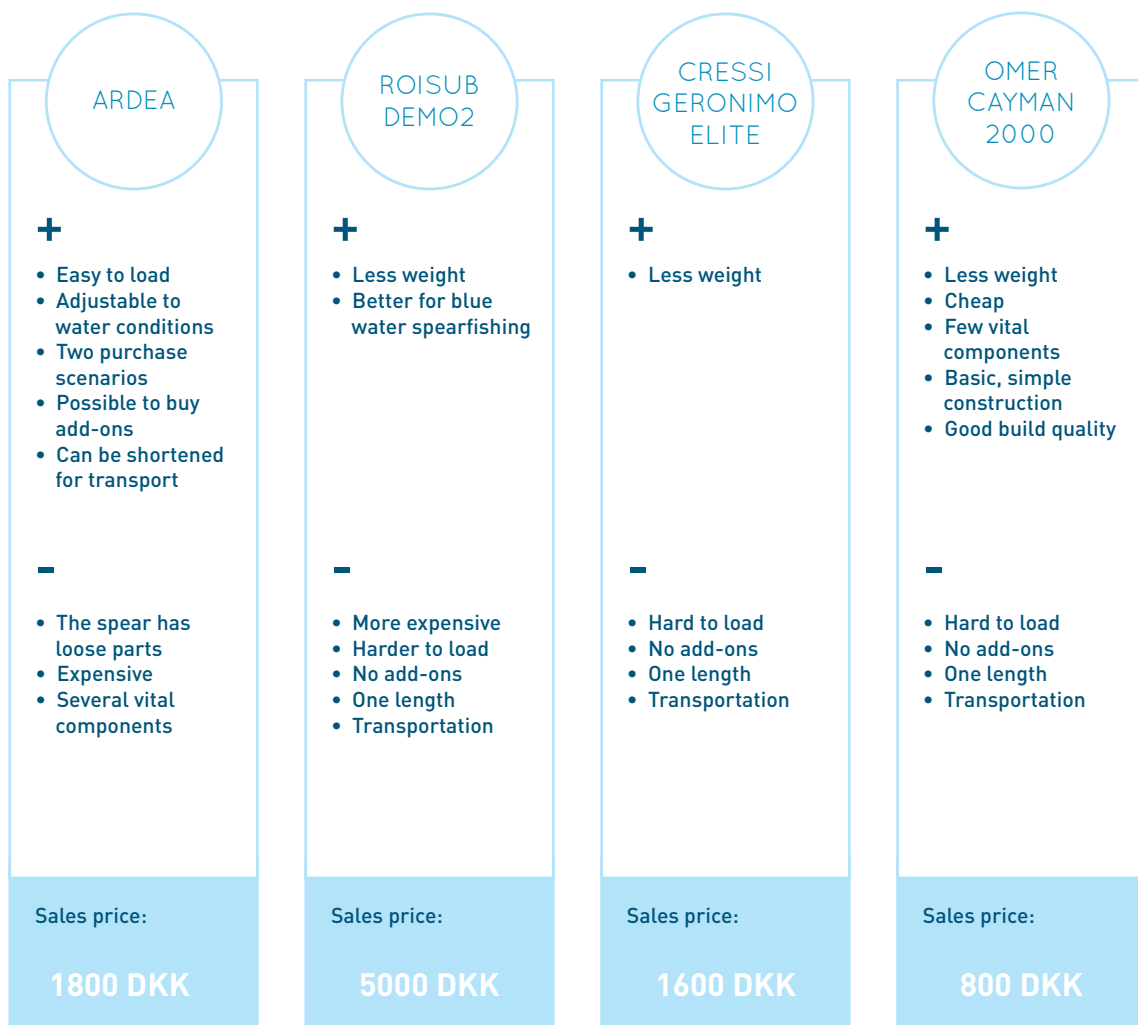 ARDEA
+
• Easy to load
• Adjustable to
water conditions
• Two purchase
scenarios
• Possible to buy
add-ons
• Can be shortened
for transport
-
• The spear has
loose parts
• Expensive
• Several vital
components
Sales price:
1800 DKK
ROISUB
DEMO2
+
• Less weight
• Better for blue
water spearfishing
-
• More expensive
• Harder to load
• No add-ons
• One length
• Transportation
Sales price:
5000 DKK
CRESSI
GERONIMO
ELITE
+
• Less weight
-
• Hard to load
• No add-ons
• One length
• Transportation
Sales price:
1600 DKK
OMER
CAYMAN
2000
+
• Less weight
• Cheap
• Few vital
components
• Basic, simple
construction
• Good build quality
-
• Hard to load
• No add-ons
• One length
• Transportation
Sales price:
800 DKK